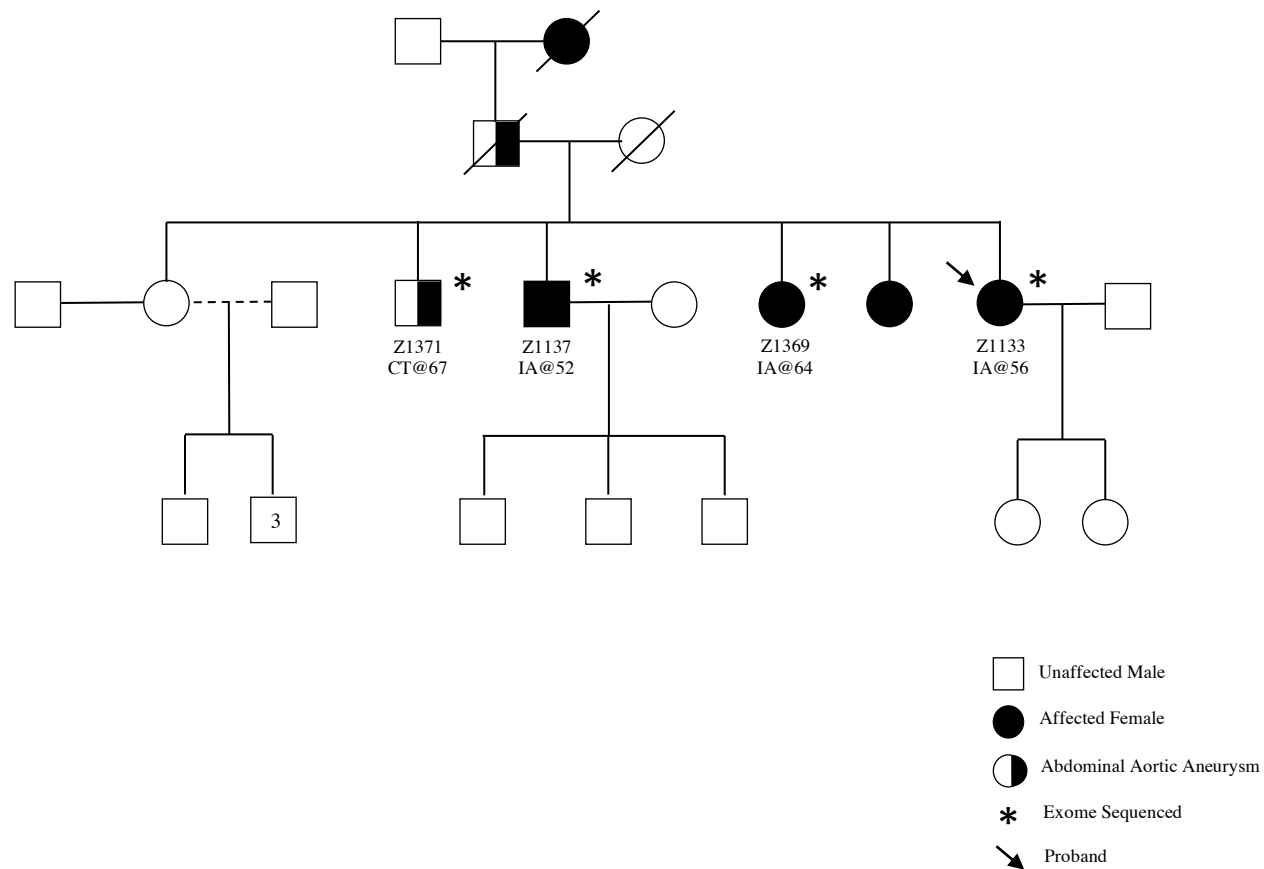 *
*
*
*
Z1371
CT@67
Z1137
IA@52
Z1369
IA@64
Z1133
IA@56
3
Unaffected Male
Affected Female
Abdominal Aortic Aneurysm
* Exome Sequenced
Proband